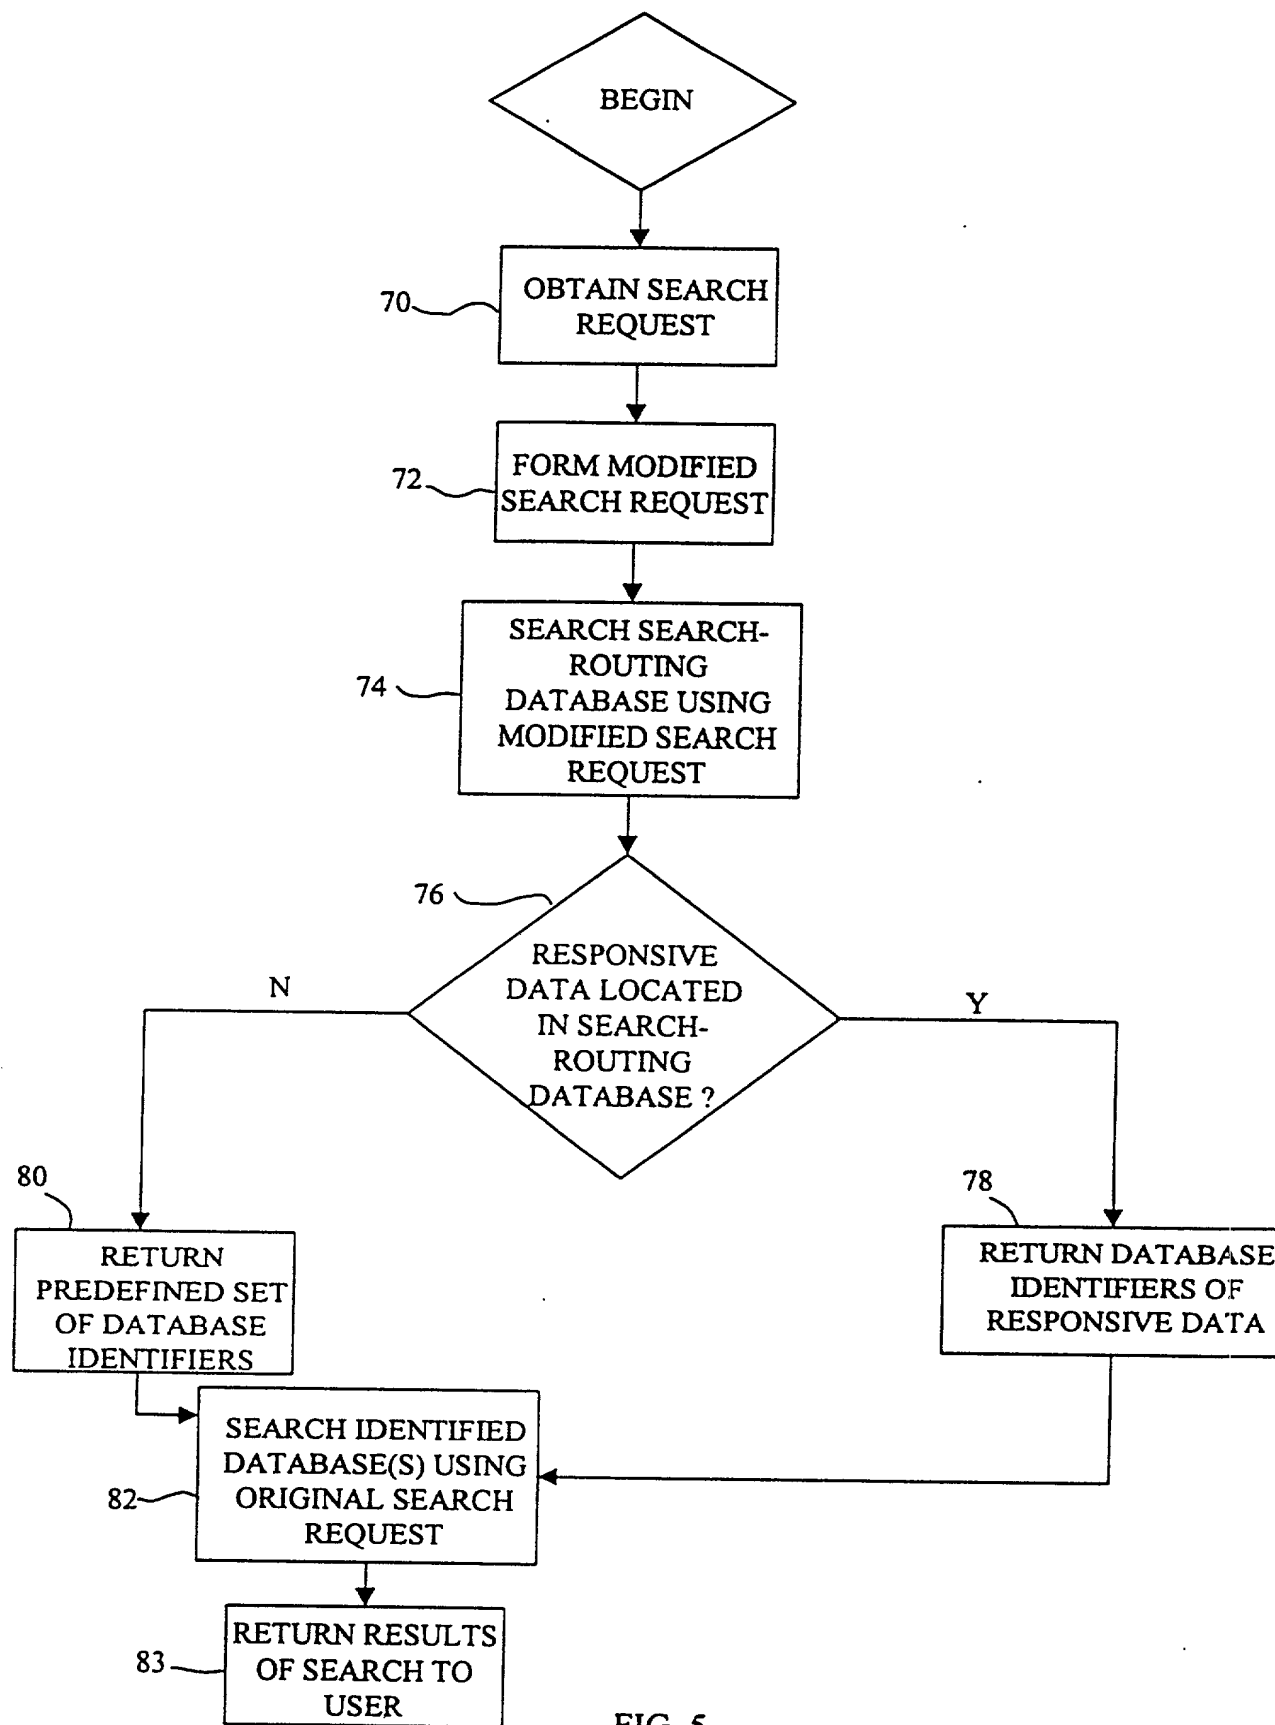 BEGIN
70
OBTAIN SEARCH
REQUEST
72
FORM MODIFIED
SEARCH REQUEST
74
SEARCH SEARCH-
ROUTING
DATABASE USING
MODIFIED SEARCH
REQUEST
76
RESPONSIVE
DATA LOCATED
IN SEARCH-
ROUTING
DATABASE ?
N
Y
80
RETURN
PREDEFINED SET
OF DATABASE
IDENTIFIERS
78
RETURN DATABASE
IDENTIFIERS OF
RESPONSIVE DATA
82
SEARCH IDENTIFIED
DATABASE(S) USING
ORIGINAL SEARCH
REQUEST
83
RETURN RESULTS
OF SEARCH TO
USER
FIG. 5